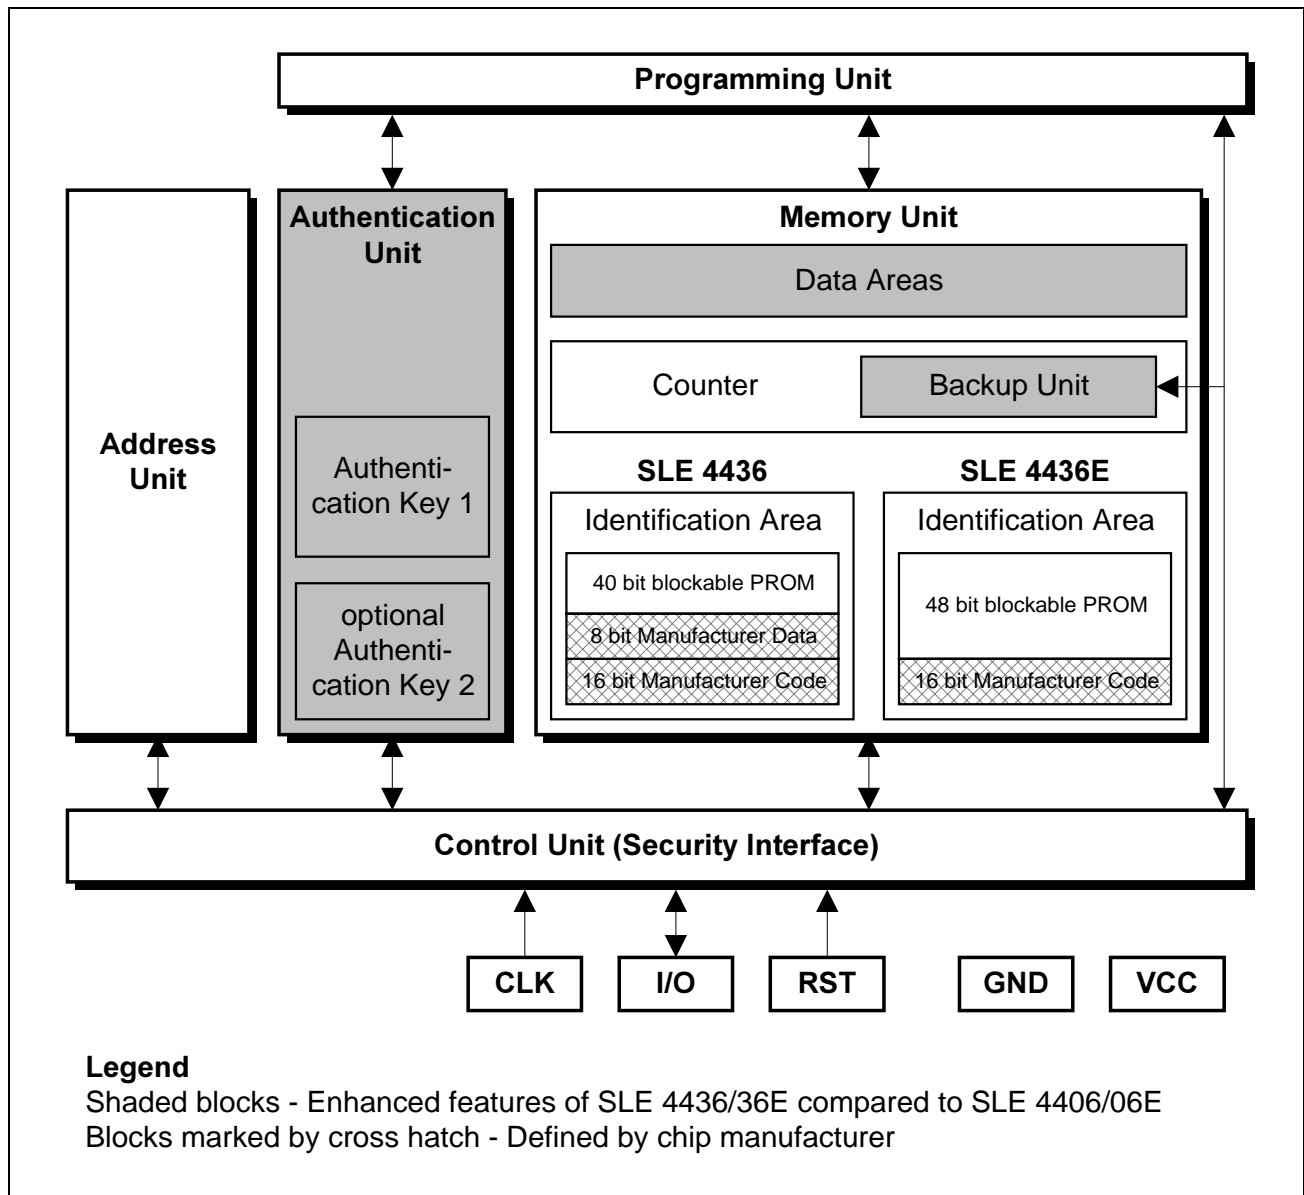 Programming Unit
Address
Unit
Authentication
Unit
Authenti-
cation Key 1
optional
Authenti-
cation Key 2
Memory Unit
Data Areas
Counter
Backup Unit
SLE 4436
Identification Area
40 bit blockable PROM
8 bit Manufacturer Data
16 bit Manufacturer Code
SLE 4436E
Identification Area
48 bit blockable PROM
16 bit Manufacturer Code
Control Unit (Security Interface)
CLK
I/O
RST
GND
VCC
Legend
Shaded blocks - Enhanced features of SLE 4436/36E compared to SLE 4406/06E
Blocks marked by cross hatch - Defined by chip manufacturer